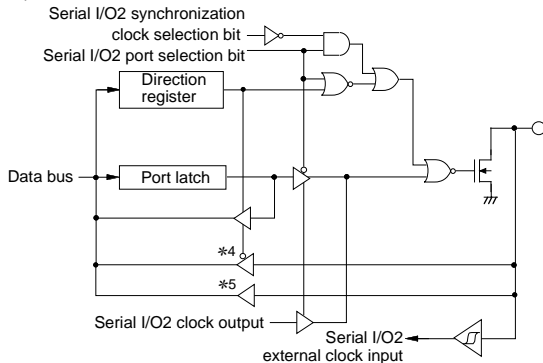 Serial I/O2 synchronization
clock selection bit
Serial I/O2 port selection bit
Direction
register
Data bus
Port latch
*4
*5
Serial I/O2 clock output
Serial I/O2
external clock input